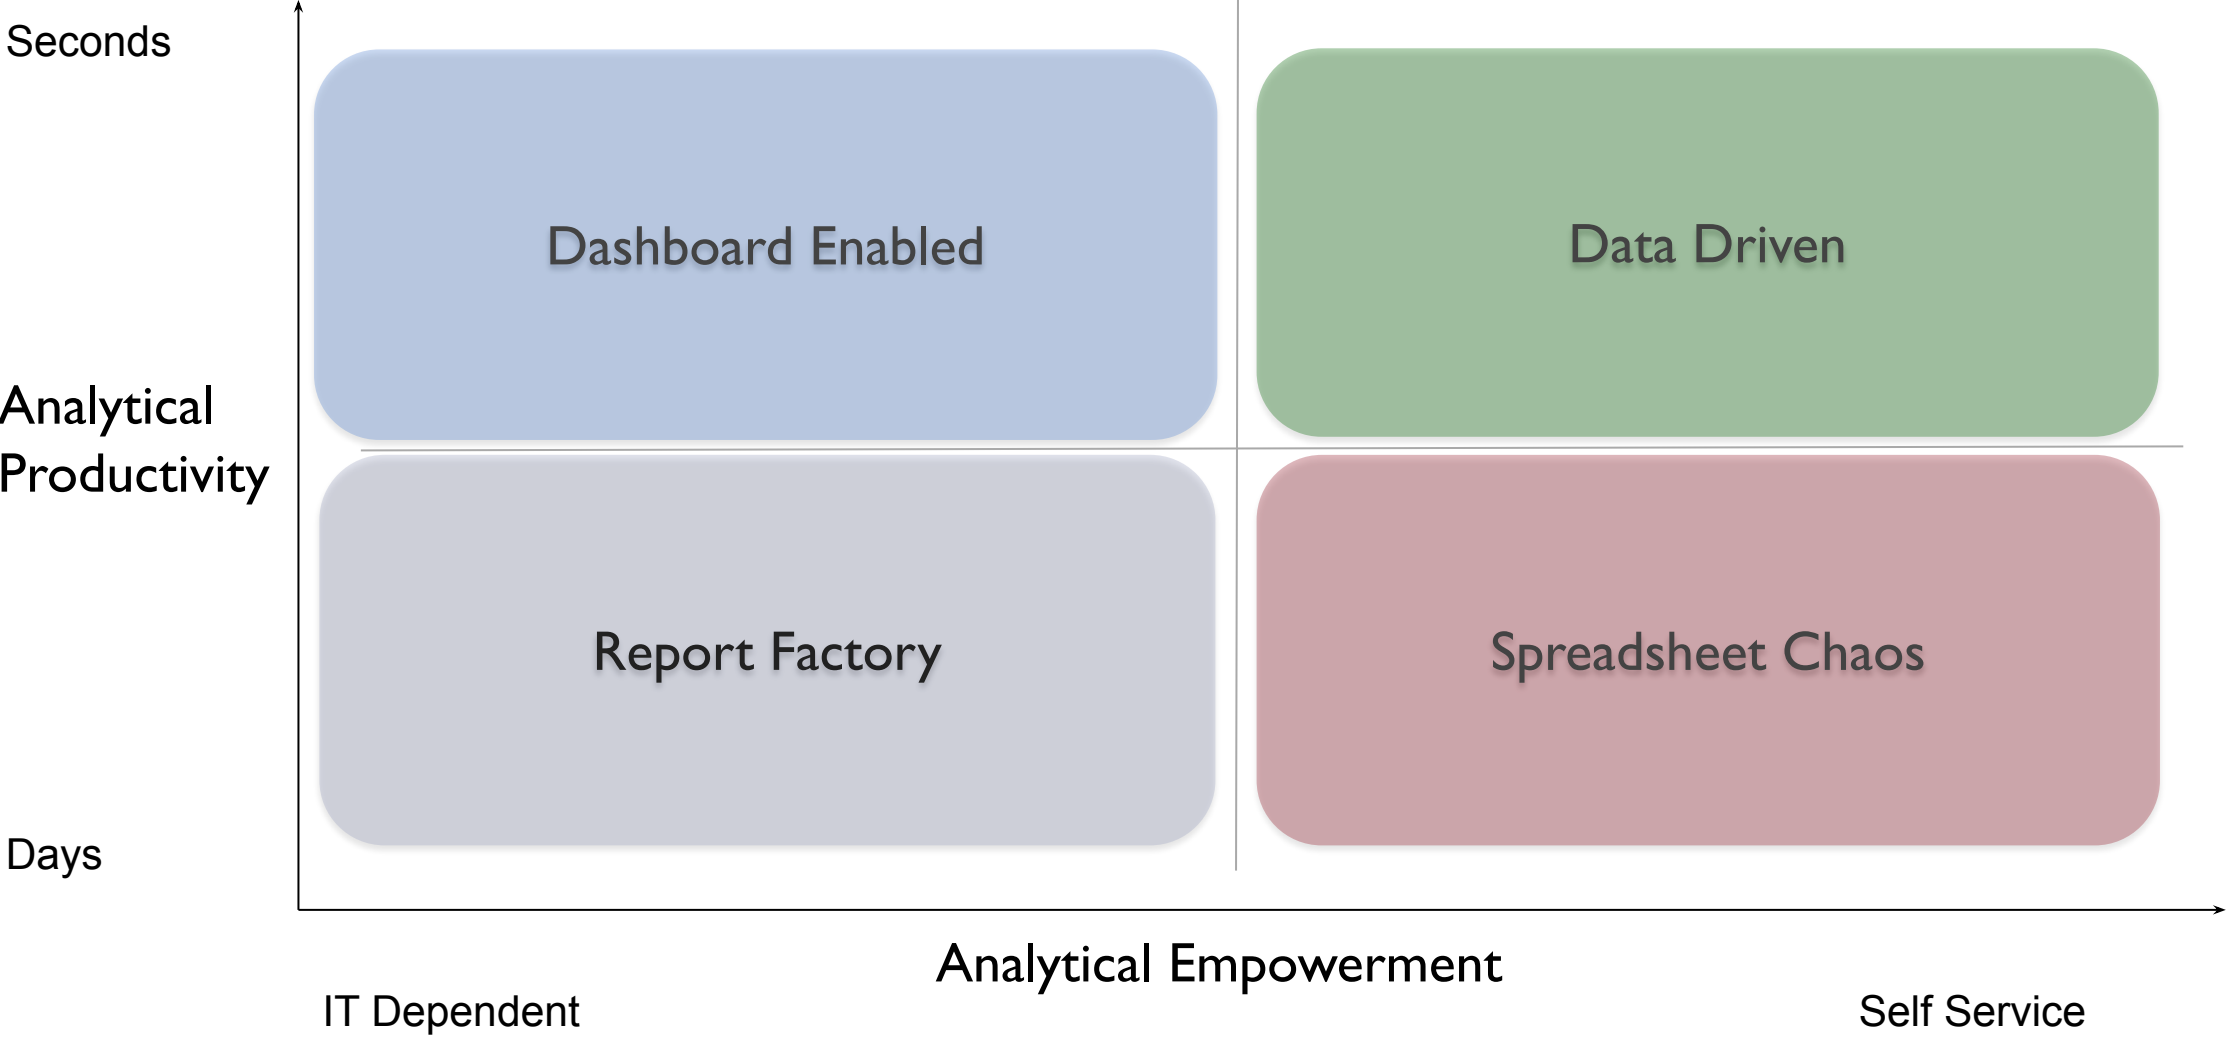 Seconds
Dashboard Enabled
Data Driven
Analytical
Productivity
Report Factory
Spreadsheet Chaos
Days
Analytical Empowerment
IT Dependent
Self Service